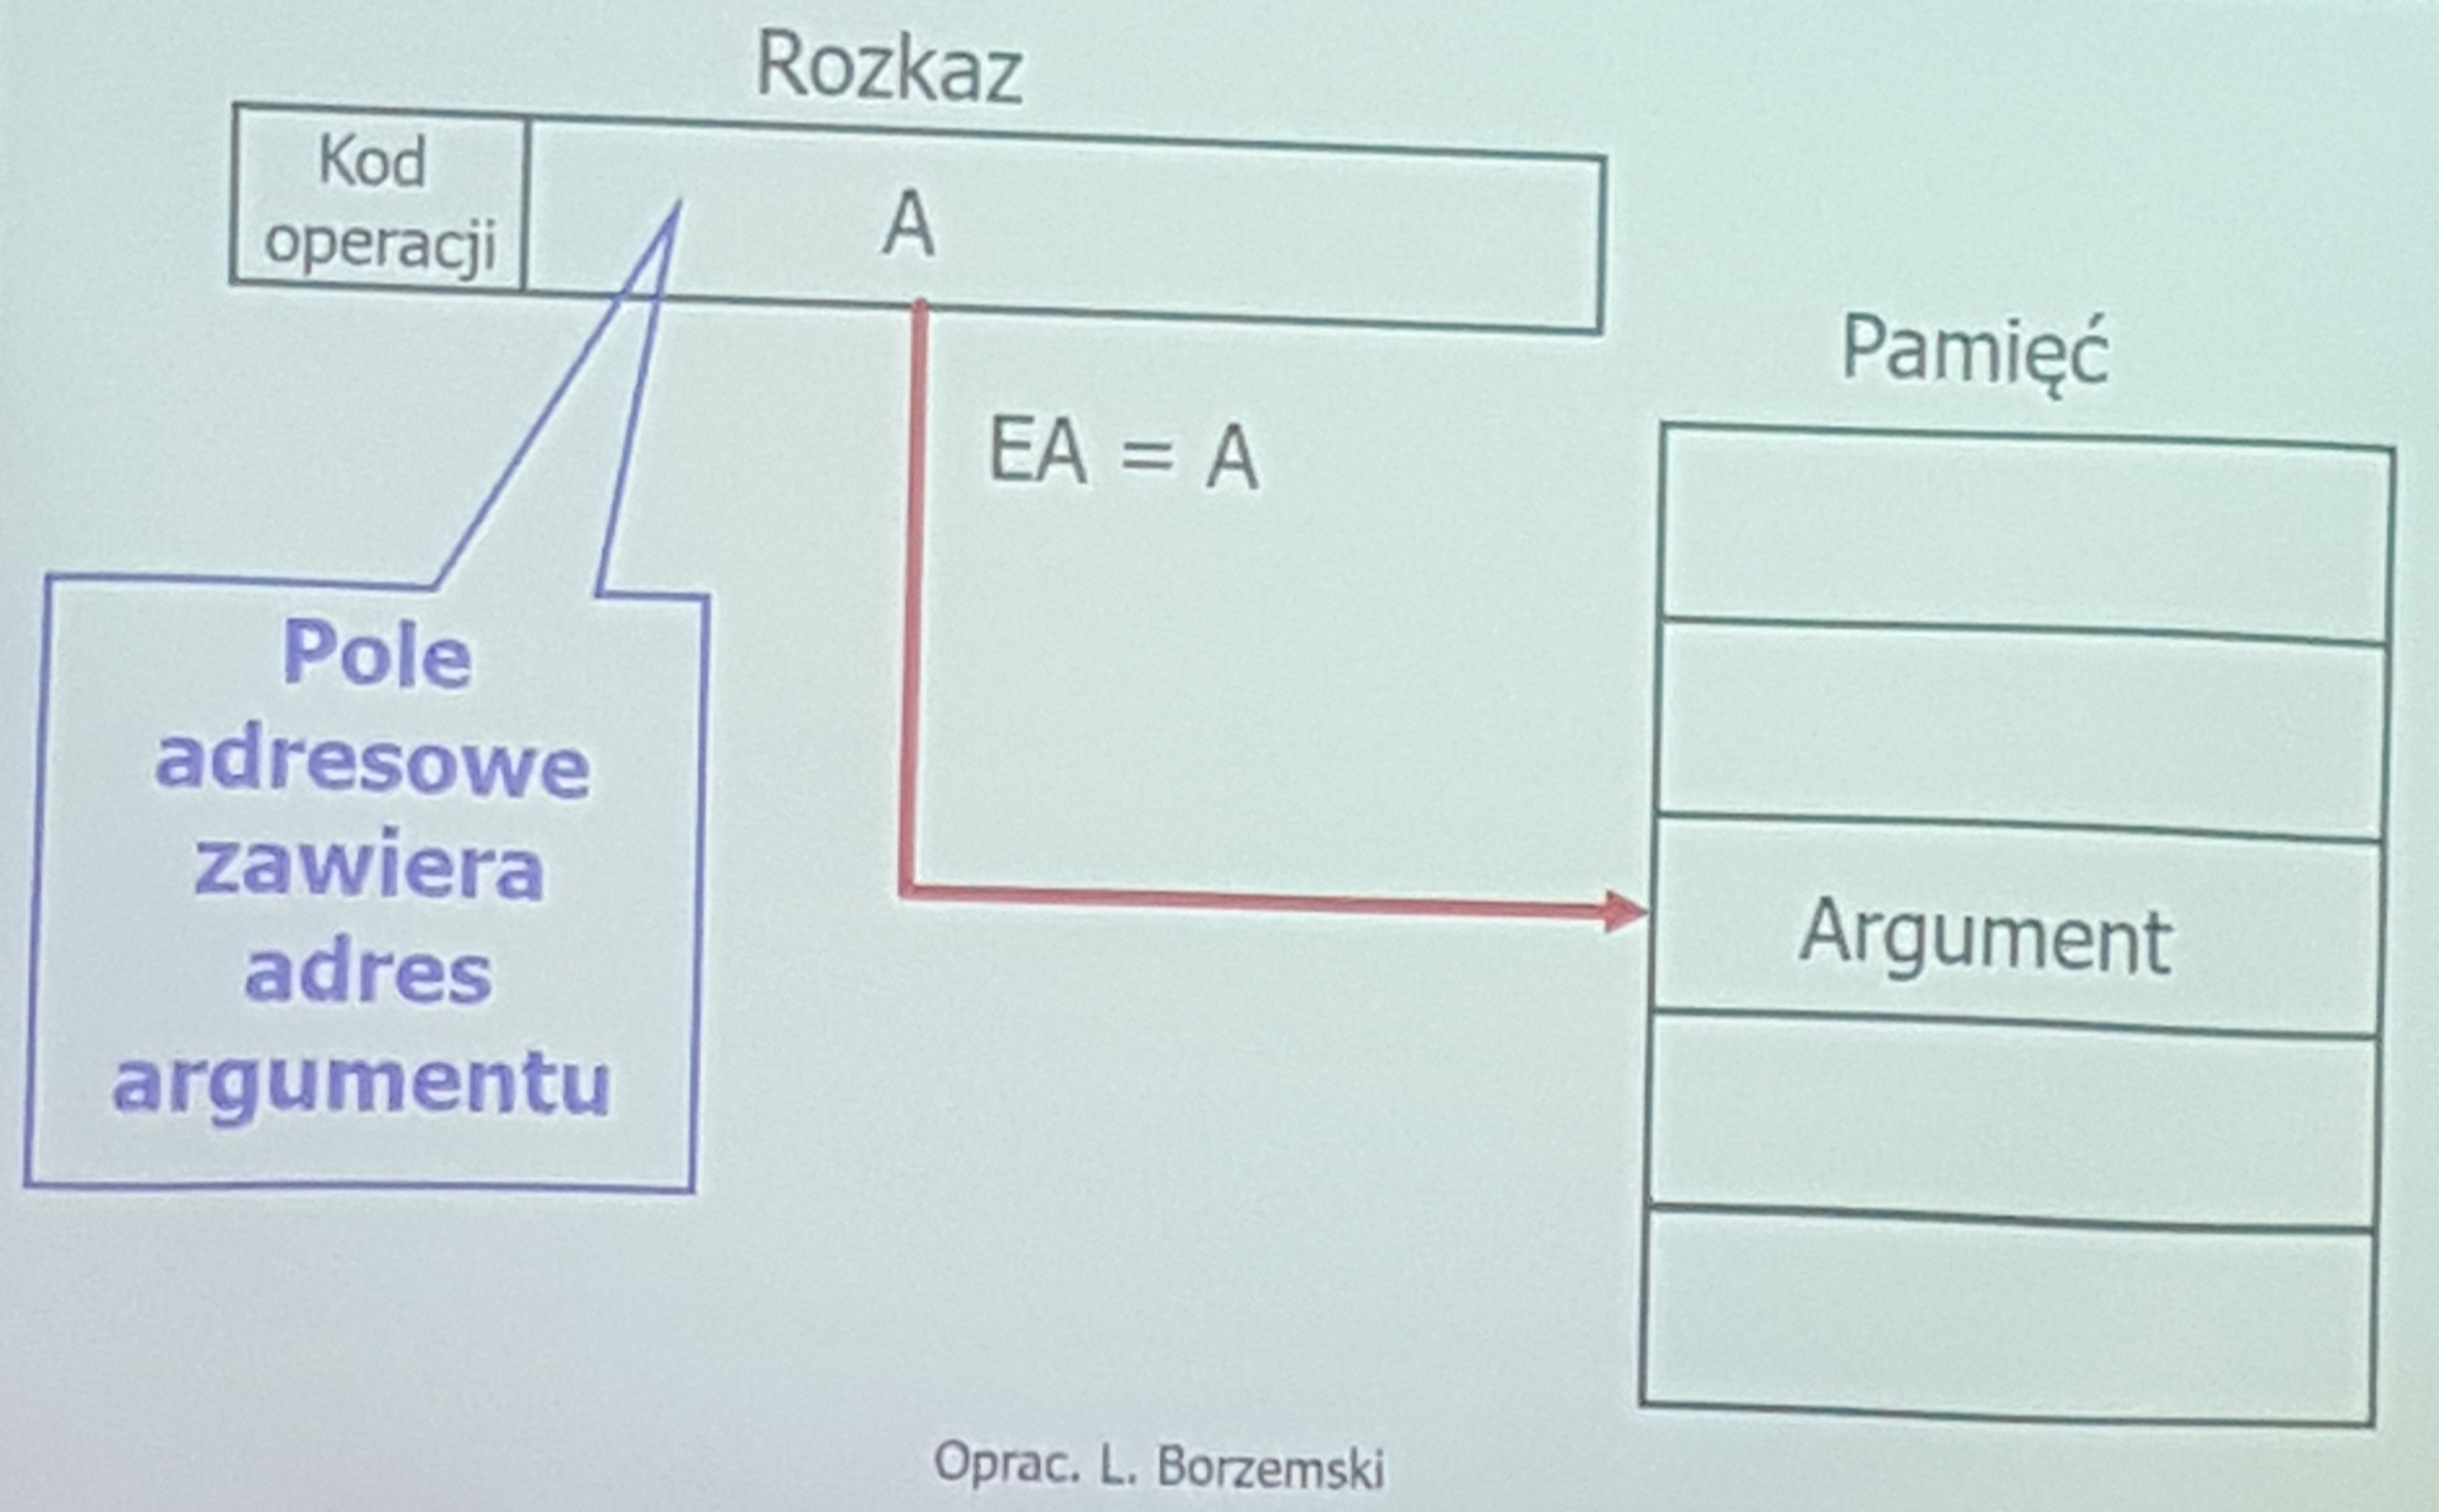 Rozkaz
Kod
operacji
A
EA = A
Pamięć
Pole
adresowe
zawiera
adres
argumentu
Argument
Oprac. L. Borzemski